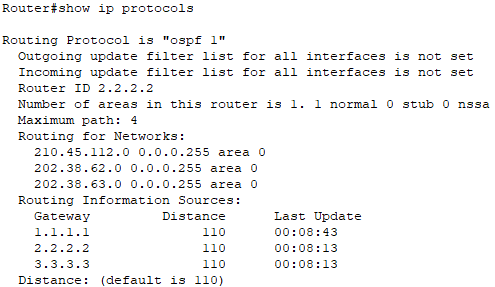 Router#show ip protocols
Routing Protocol is "ospf 1"
Outgoing update filter list for all interfaces is not set
Incoming update filter list for all interfaces is not set
Router ID 2.2.2.2
Number of areas in this router is 1. 1 normal 0 stub 0 nssa
Maximum path: 4
Routing for Networks:
210.45.112.0 0.0.0.255 area 0
202.38.62.0 0.0.0.255 area 0
202.38.63.0 0.0.0.255 area 0
Routing Information Sources:
Gateway Distance Last Update
1.1.1.1 110 00:08:43
2.2.2.2 110 00:08:13
3.3.3.3 110 00:08:13
Distance: (default is 110)